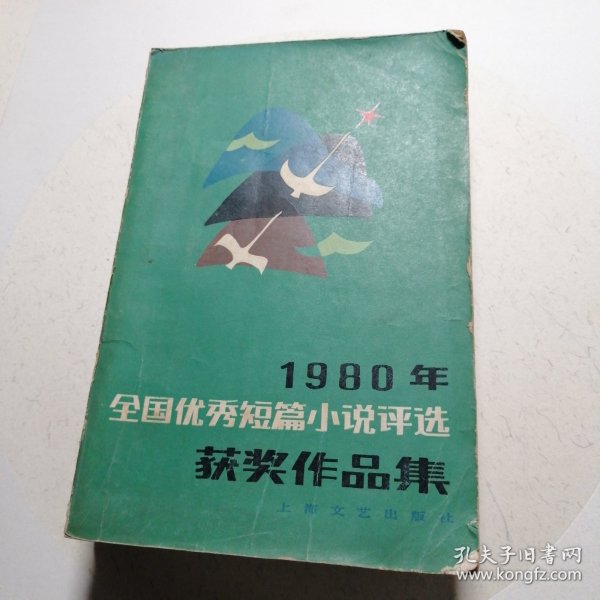 1980年
全国优秀短篇小说评选
获奖作品集
上海文艺出版社
孔夫子旧书网
www.kongfz.com